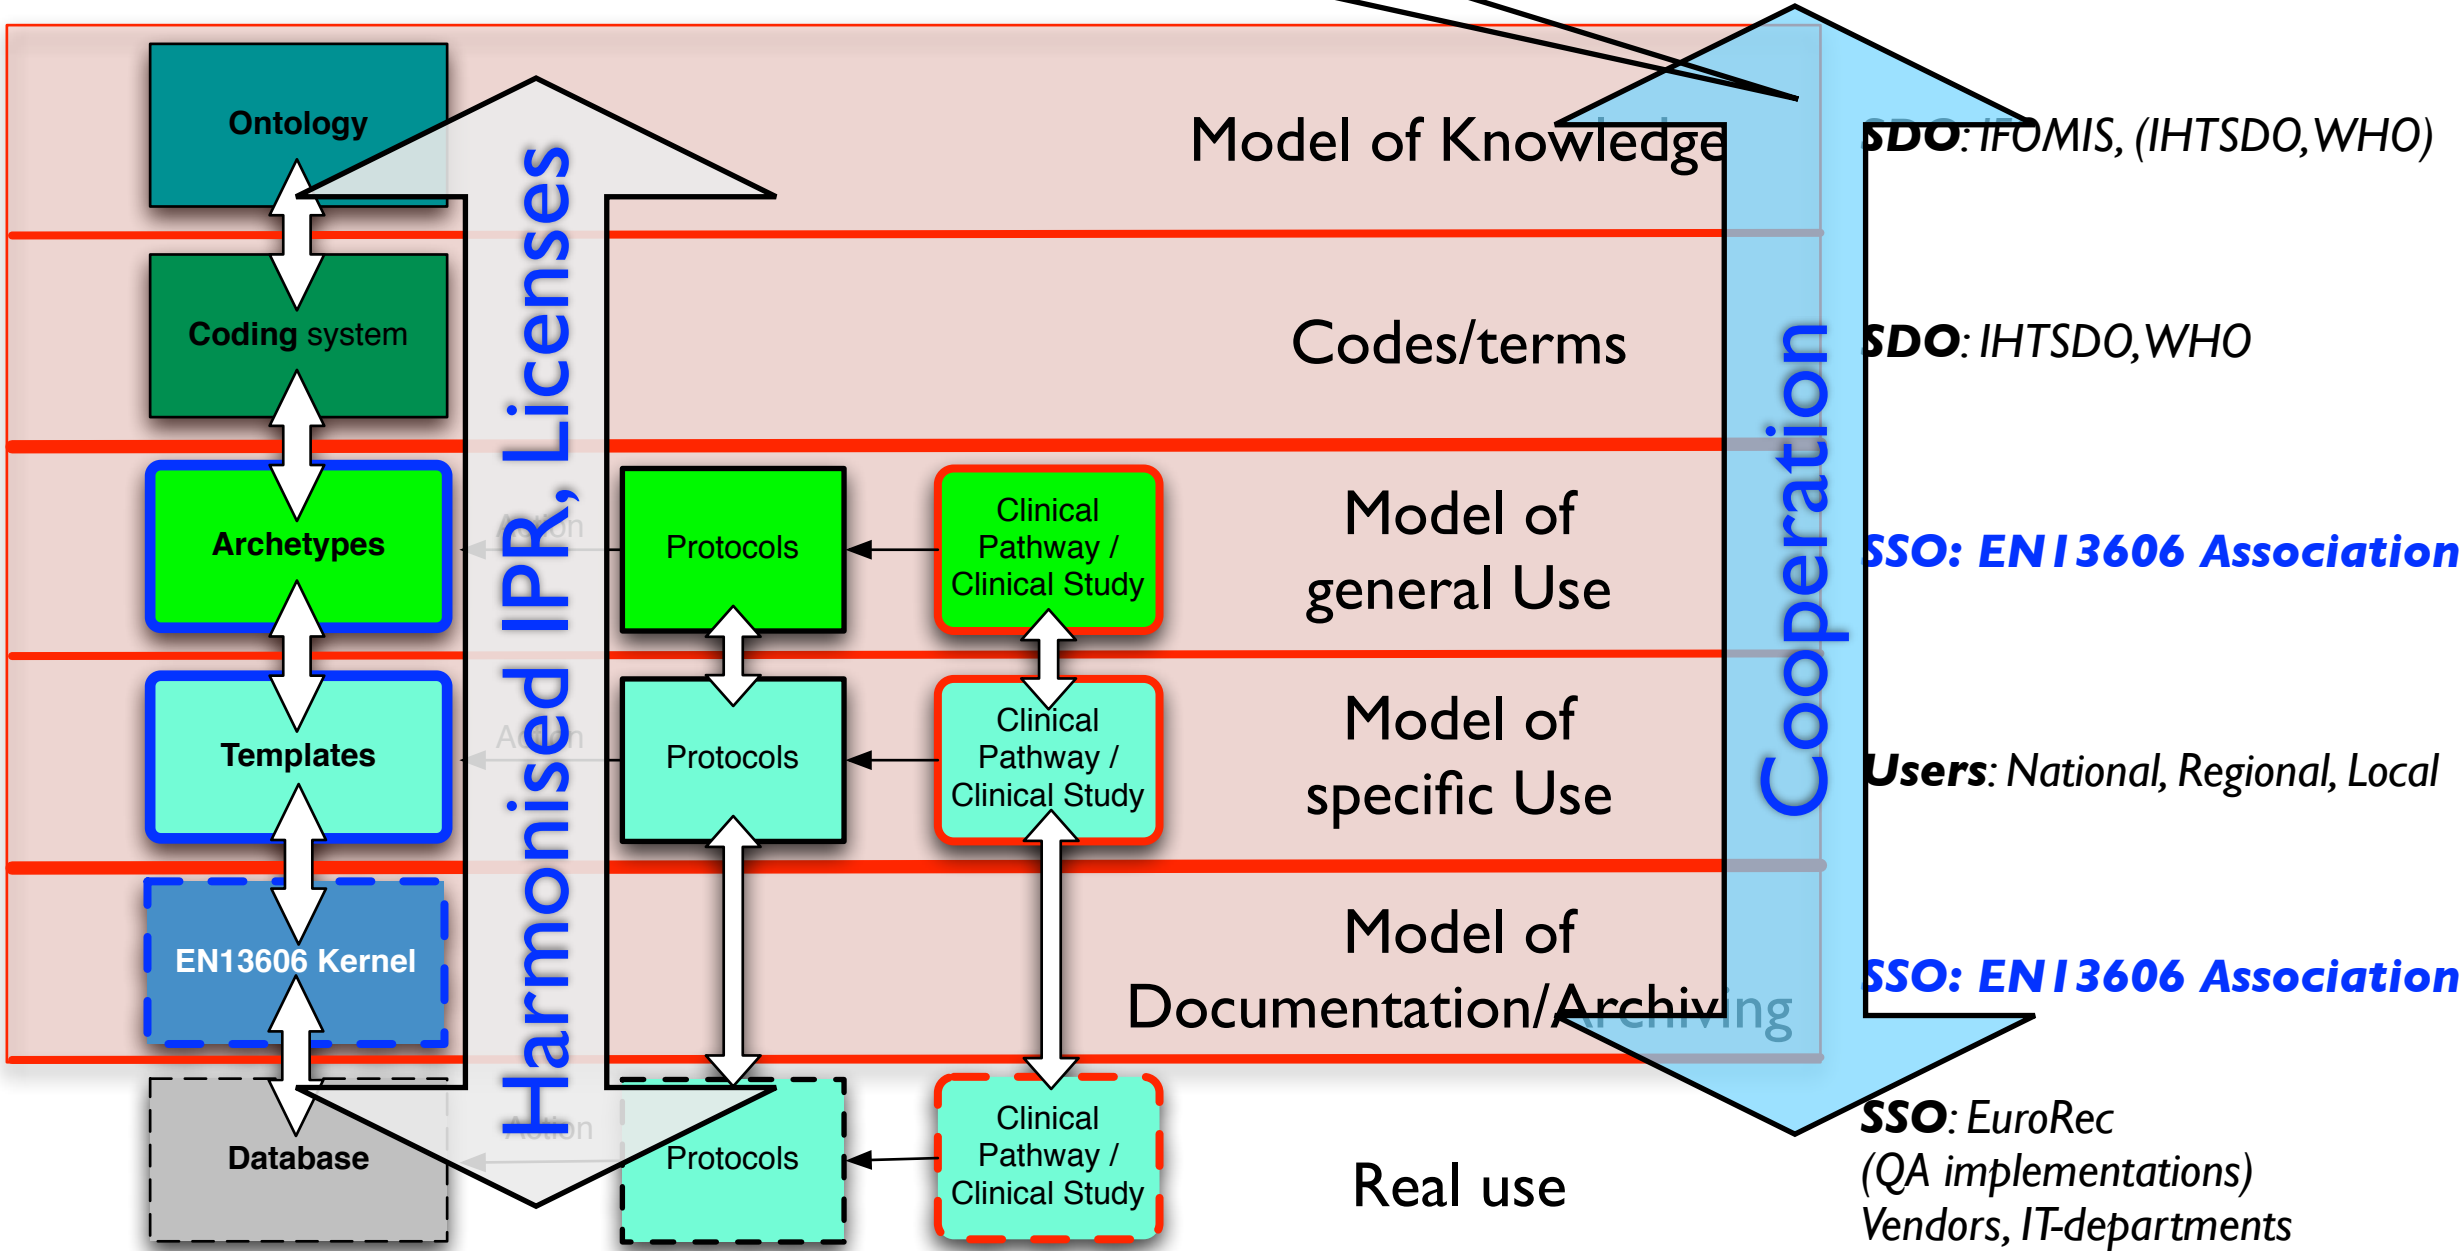 Ontology
Model of Knowledge
SDO: IFOMIS, (IHTSDO, WHO)
Coding system
Codes/terms
SDO: IHTSDO, WHO
Harmonised IPR, Licenses
Cooperation
Archetypes
Action
Protocols
Clinical
Pathway /
Clinical Study
Model of
general Use
SSO: EN13606 Association
Templates
Action
Protocols
Clinical
Pathway /
Clinical Study
Model of
specific Use
Users: National, Regional, Local
EN13606 Kernel
Model of
Documentation/Archiving
SSO: EN13606 Association
Database
Action
Protocols
Clinical
Pathway /
Clinical Study
Real use
SSO: EuroRec
(QA implementations)
Vendors, IT-departments